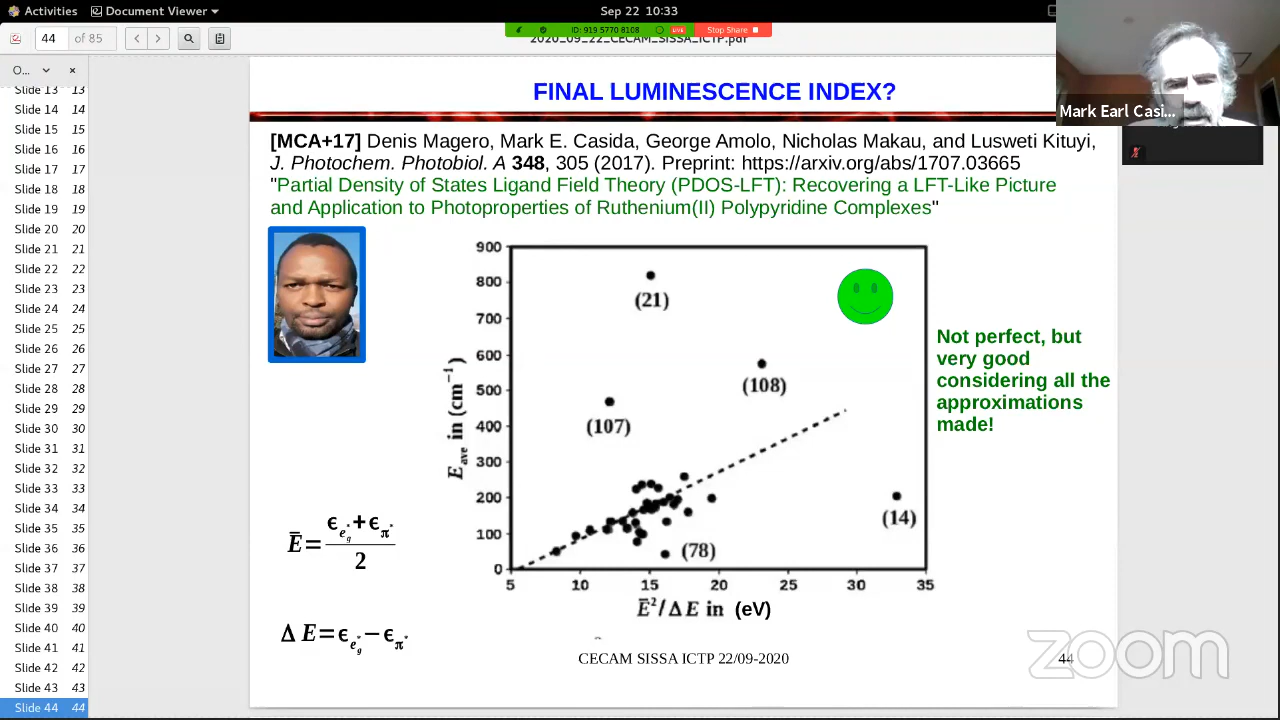 Activities
Document Viewer
Sep 22 10:33
44 of 85
ID: 919 5770 8108 LIVE Stop Share
2020_09_22_CECAM_SISSA_ICTP.pdf
Mark Earl Casi...
O...
Slide 13 13
Slide 14 14
Slide 15 15
Slide 16 16
Slide 17 17
Slide 18 18
Slide 19 19
Slide 20 20
Slide 21 21
Slide 22 22
Slide 23 23
Slide 24 24
Slide 25 25
Slide 26 26
Slide 27 27
Slide 28 28
Slide 29 29
Slide 30 30
Slide 31 31
Slide 32 32
Slide 33 33
Slide 34 34
Slide 35 35
Slide 36 36
Slide 37 37
Slide 38 38
Slide 39 39
Slide 40 40
Slide 41 41
Slide 42 42
Slide 43 43
Slide 44 44
FINAL LUMINESCENCE INDEX?
[MCA+17] Denis Magero, Mark E. Casida, George Amolo, Nicholas Makau, and Lusweti Kituyi,
J. Photochem. Photobiol. A 348, 305 (2017). Preprint: https://arxiv.org/abs/1707.03665
"Partial Density of States Ligand Field Theory (PDOS-LFT): Recovering a LFT-Like Picture
and Application to Photoproperties of Ruthenium(II) Polypyridine Complexes"
900
800
700
600
500
400
300
200
100
0
E_ave in (cm⁻¹)
(21)
(108)
(107)
(14)
(78)
5 10 15 20 25 30 35
Ē²/ΔE in (eV)
Not perfect, but
very good
considering all the
approximations
made!
Ē = (ϵ_{e_g^*} + ϵ_{π^*}) / 2
Δ E = ϵ_{e_g^*} − ϵ_{π^*}
CECAM SISSA ICTP 22/09-2020
44
zoom